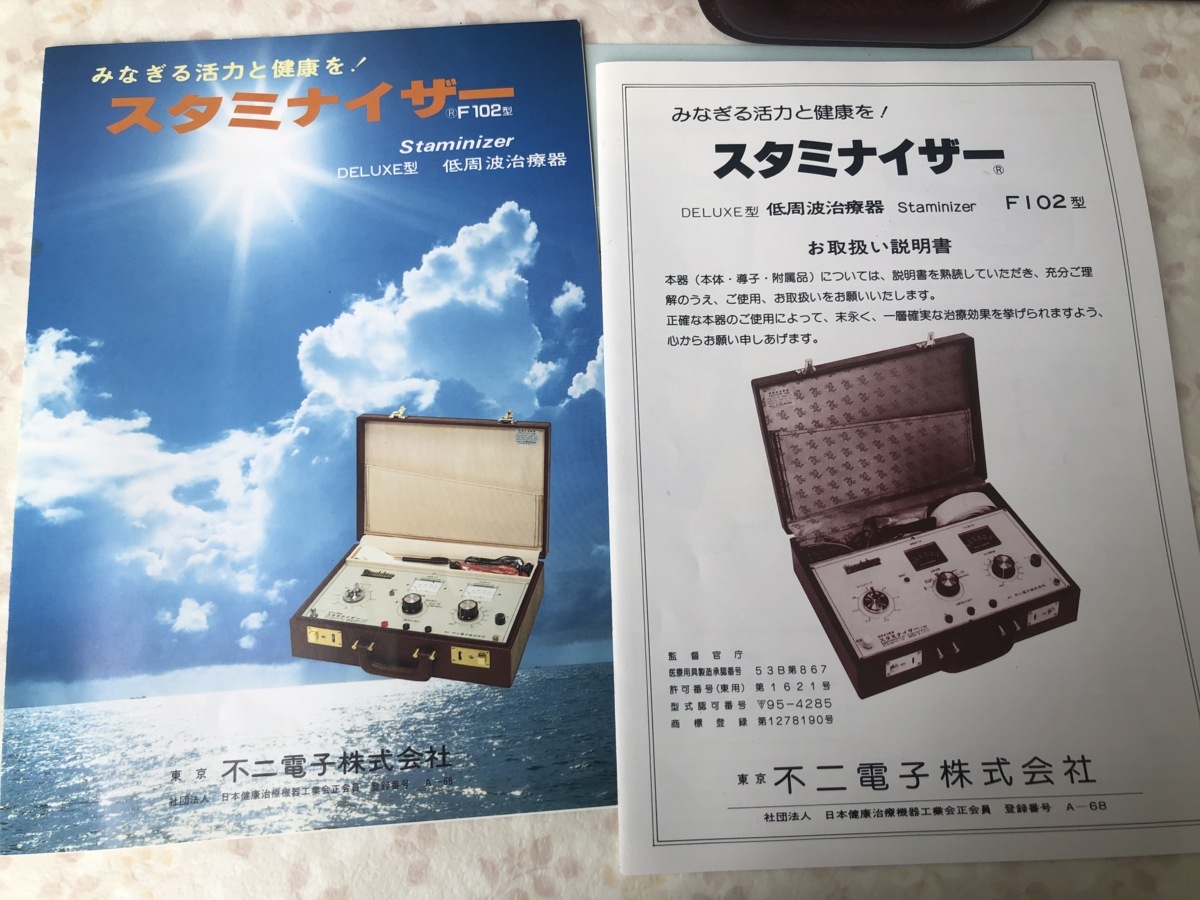 みなぎる活力と健康を!
スタミナイザー®F102型
Staminizer
DELUXE型 低周波治療器
スタミナイザー
東京 不二電子株式会社
社団法人 日本健康治療機器工業会正会員 登録番号 A-68
みなぎる活力と健康を!
スタミナイザー®
DELUXE型 低周波治療器 Staminizer F102型
お取扱い説明書
本器(本体・導子・附属品)については、説明書を熟読していただき、充分ご理
解のうえ、ご使用、お取扱いをお願いいたします。
正確な本器のご使用によって、末永く、一層確実な治療効果を挙げられますよう、
心からお願い申しあげます。
スタミナイザー
監督官庁
医療用具製造承認番号 53B第867
許可番号(東用) 第1621号
型式認可番号 〒95-4285
商標登録 第1278190号
東京 不二電子株式会社
社団法人 日本健康治療機器工業会正会員 登録番号 A-68